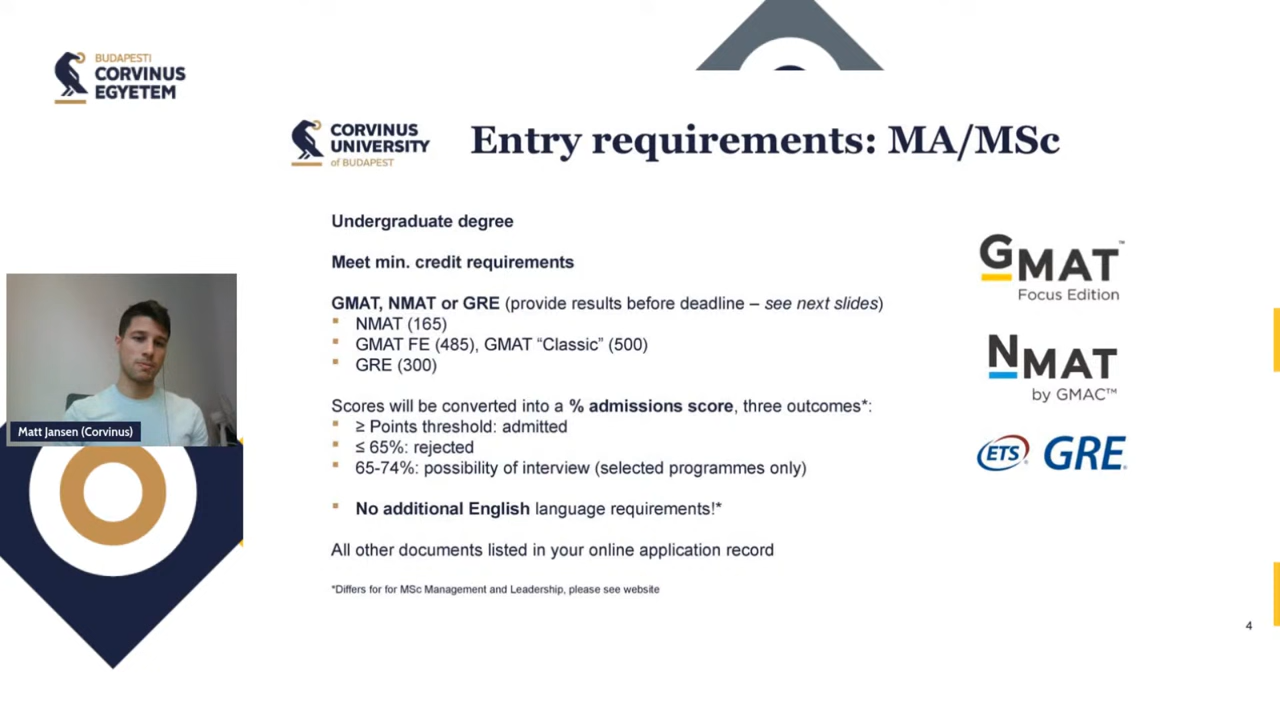 BUDAPESTI
CORVINUS
EGYETEM
CORVINUS
UNIVERSITY
of BUDAPEST
Entry requirements: MA/MSc
Undergraduate degree
Meet min. credit requirements
GMAT, NMAT or GRE (provide results before deadline – see next slides)
▪ NMAT (165)
▪ GMAT FE (485), GMAT “Classic” (500)
▪ GRE (300)
Scores will be converted into a % admissions score, three outcomes*:
▪ ≥ Points threshold: admitted
▪ ≤ 65%: rejected
▪ 65-74%: possibility of interview (selected programmes only)
▪ No additional English language requirements!*
All other documents listed in your online application record
*Differs for for MSc Management and Leadership, please see website
GMAT™
Focus Edition
NMAT
by GMAC™
ETS GRE
Matt Jansen (Corvinus)
4